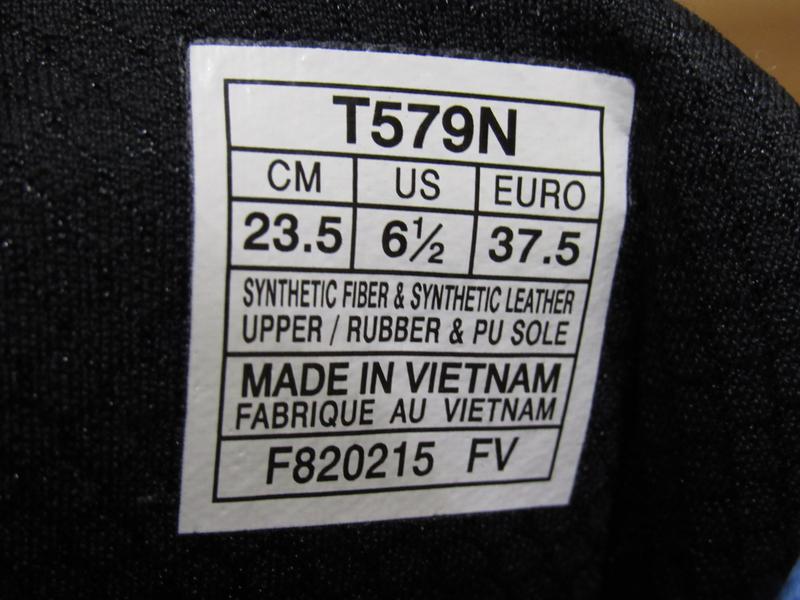 T579N
CM US EURO
23.5 6½ 37.5
SYNTHETIC FIBER & SYNTHETIC LEATHER
UPPER / RUBBER & PU SOLE
MADE IN VIETNAM
FABRIQUE AU VIETNAM
F820215 FV